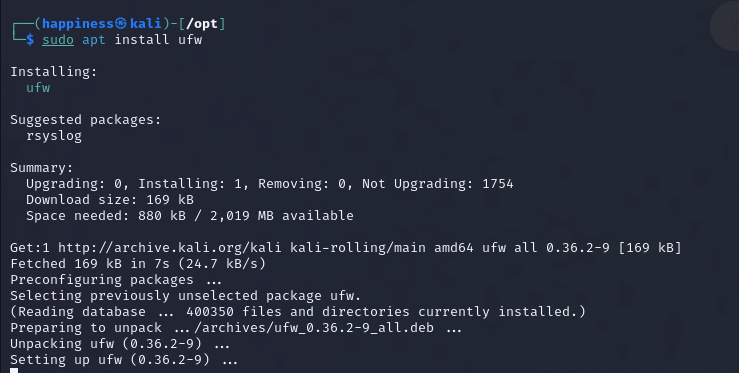 ┌──(happiness㉿kali)-[/opt]
└─$ sudo apt install ufw
Installing:
ufw
Suggested packages:
rsyslog
Summary:
Upgrading: 0, Installing: 1, Removing: 0, Not Upgrading: 1754
Download size: 169 kB
Space needed: 880 kB / 2,019 MB available
Get:1 http://archive.kali.org/kali kali-rolling/main amd64 ufw all 0.36.2-9 [169 kB]
Fetched 169 kB in 7s (24.7 kB/s)
Preconfiguring packages ...
Selecting previously unselected package ufw.
(Reading database ... 400350 files and directories currently installed.)
Preparing to unpack .../archives/ufw_0.36.2-9_all.deb ...
Unpacking ufw (0.36.2-9) ...
Setting up ufw (0.36.2-9) ...